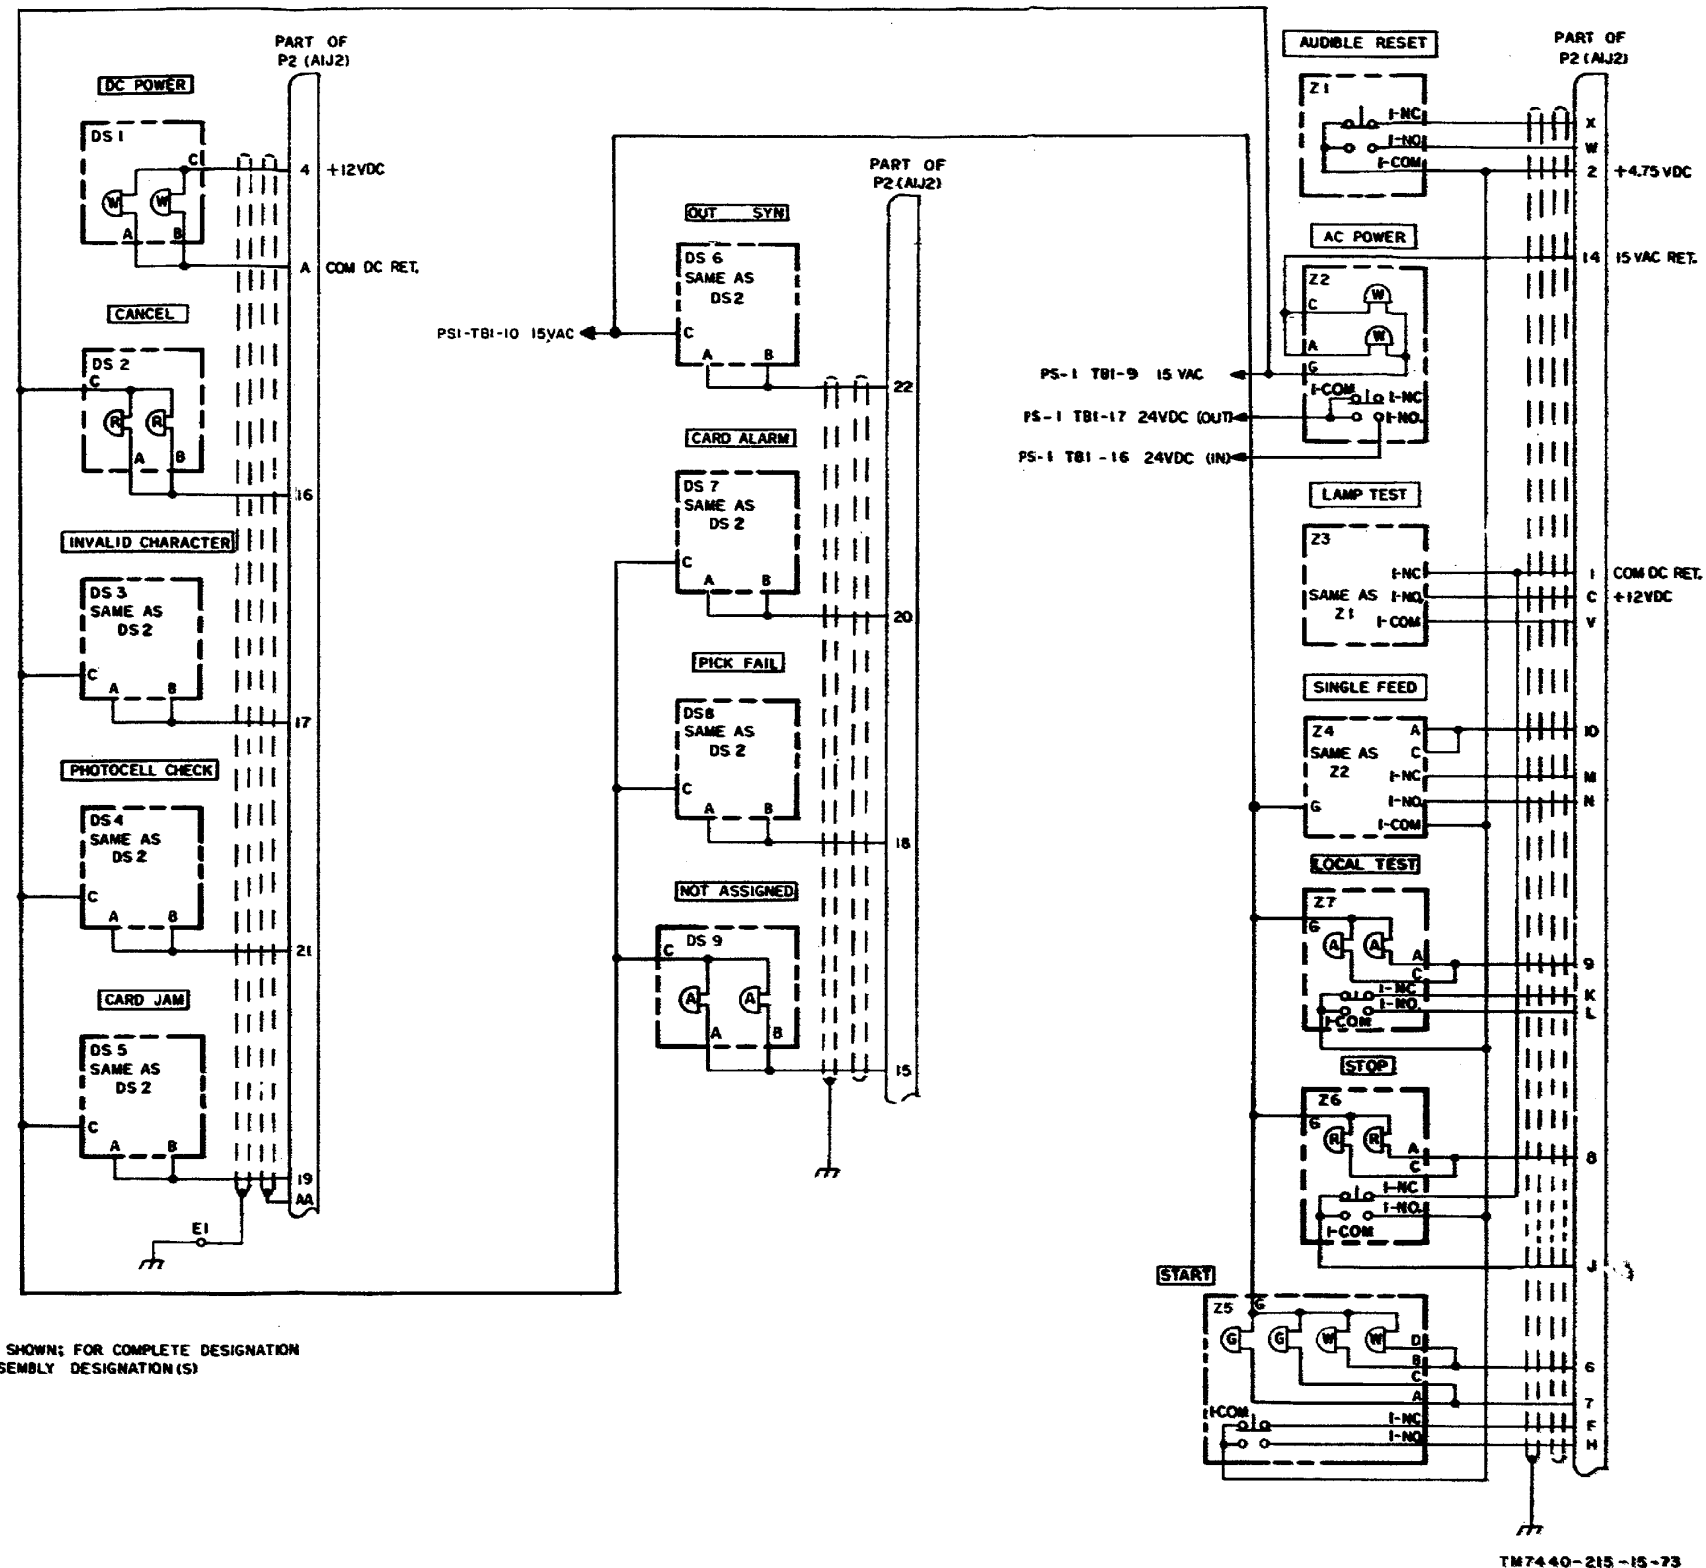 PART OF
P2 (A1J2)
DC POWER
DS 1
C
W
W
A
B
4
+12VDC
A
COM DC RET.
CANCEL
DS 2
C
R
R
A
B
16
INVALID CHARACTER
DS 3
SAME AS
DS 2
C
A
B
17
PHOTOCELL CHECK
DS 4
SAME AS
DS 2
C
A
B
21
CARD JAM
DS 5
SAME AS
DS 2
C
A
B
19
AA
E1
SHOWN; FOR COMPLETE DESIGNATION
SEMBLY DESIGNATION(S)
PART OF
P2 (A1J2)
OUT SYN
DS 6
SAME AS
DS 2
PS1-TB1-10 15VAC
C
A
B
22
CARD ALARM
DS 7
SAME AS
DS 2
C
A
B
20
PICK FAIL
DS8
SAME AS
DS 2
C
A
B
18
NOT ASSIGNED
DS 9
C
A
A
A
B
15
AUDIBLE RESET
PART OF
P2 (A1J2)
Z1
1-NC
X
1-NO
W
1-COM
2
+4.75 VDC
AC POWER
14
15 VAC RET.
Z2
C
W
W
A
G
PS-1 TB1-9 15 VAC
1-COM
1-NC
PS-1 TB1-17 24VDC (OUT)
1-NO.
PS-1 TB1-16 24VDC (IN)
LAMP TEST
Z3
1-NC
1
COM DC RET.
SAME AS
Z1
1-NO.
C
+12VDC
1-COM
V
SINGLE FEED
Z4
SAME AS
Z2
A
10
C
1-NC
M
G
1-NO
N
1-COM
LOCAL TEST
Z7
G
A
A
A
9
C
1-NC
K
1-NO.
L
1-COM
STOP
Z6
G
R
R
A
8
C
1-NC
1-NO.
1-COM
J
START
Z5
G
G
G
W
W
D
B
6
C
A
7
1-COM
1-NC
F
1-NO
H
TM7440-215-15-73